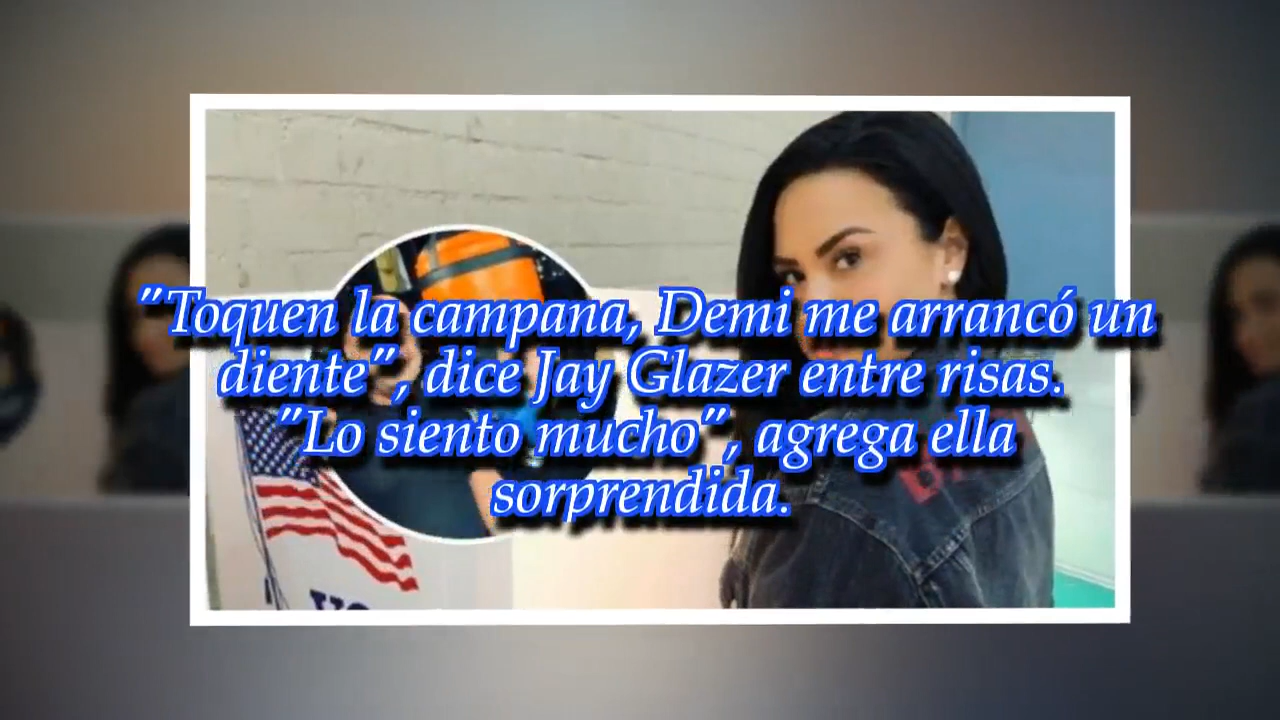 "Toquen la campana, Demi me arrancó un
diente", dice Jay Glazer entre risas.
"Lo siento mucho", agrega ella
sorprendida.